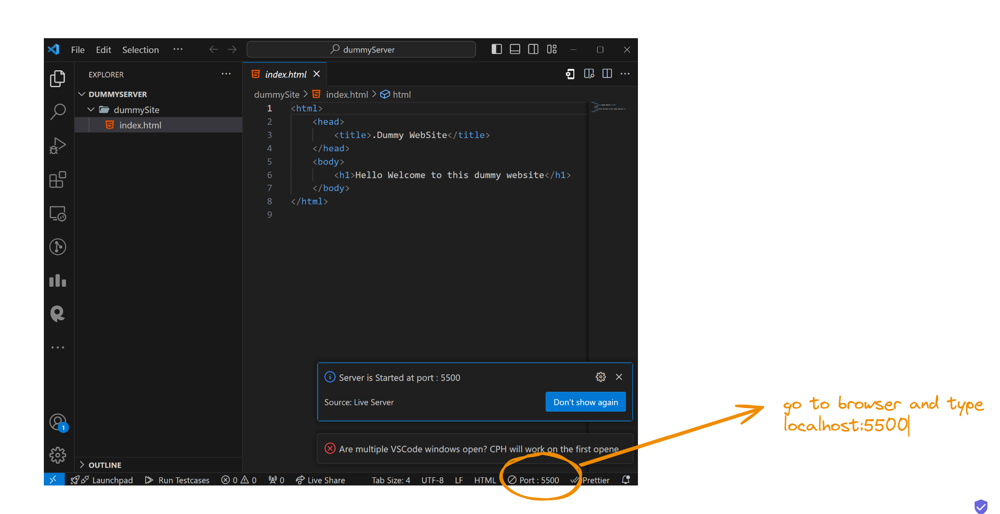 File Edit Selection ··· dummyServer
EXPLORER ···
DUMMYSERVER
dummySite
index.html
OUTLINE
index.html
dummySite > index.html > html
1 <html>
2 <head>
3 <title>.Dummy WebSite</title>
4 </head>
5 <body>
6 <h1>Hello Welcome to this dummy website</h1>
7 </body>
8 </html>
9
Server is Started at port : 5500
Source: Live Server
Don't show again
Are multiple VSCode windows open? CPH will work on the first opene
1
Launchpad Run Testcases 0 0 0 Live Share Tab Size: 4 UTF-8 LF HTML Port : 5500 Prettier
go to browser and type
localhost:5500